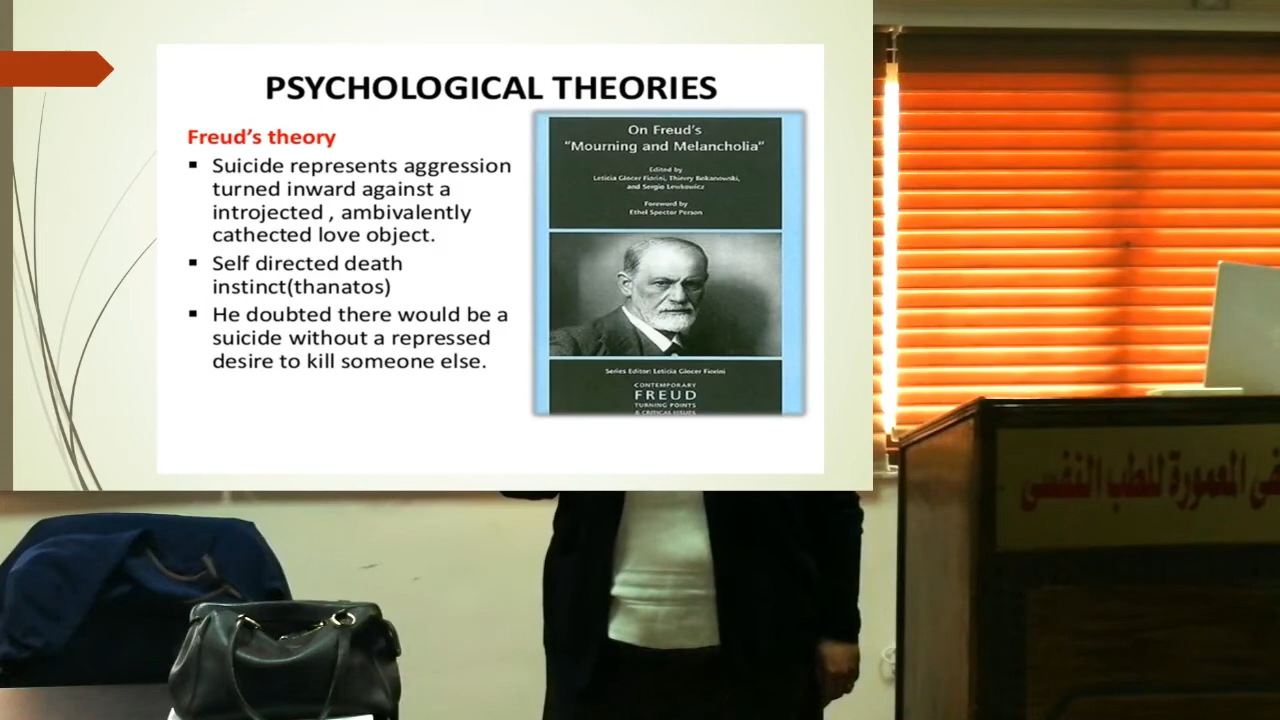 PSYCHOLOGICAL THEORIES
Freud's theory
▪ Suicide represents aggression
turned inward against a
introjected , ambivalently
cathected love object.
▪ Self directed death
instinct(thanatos)
▪ He doubted there would be a
suicide without a repressed
desire to kill someone else.
On Freud's
"Mourning and Melancholia"
Edited by
Leticia Glocer Fiorini, Thierry Bokanowski,
and Sergio Lewkowicz
Foreword by
Ethel Spector Person
Series Editor: Leticia Glocer Fiorini
CONTEMPORARY
FREUD
TURNING POINTS
& CRITICAL ISSUES
المعمورة للطب النفسى